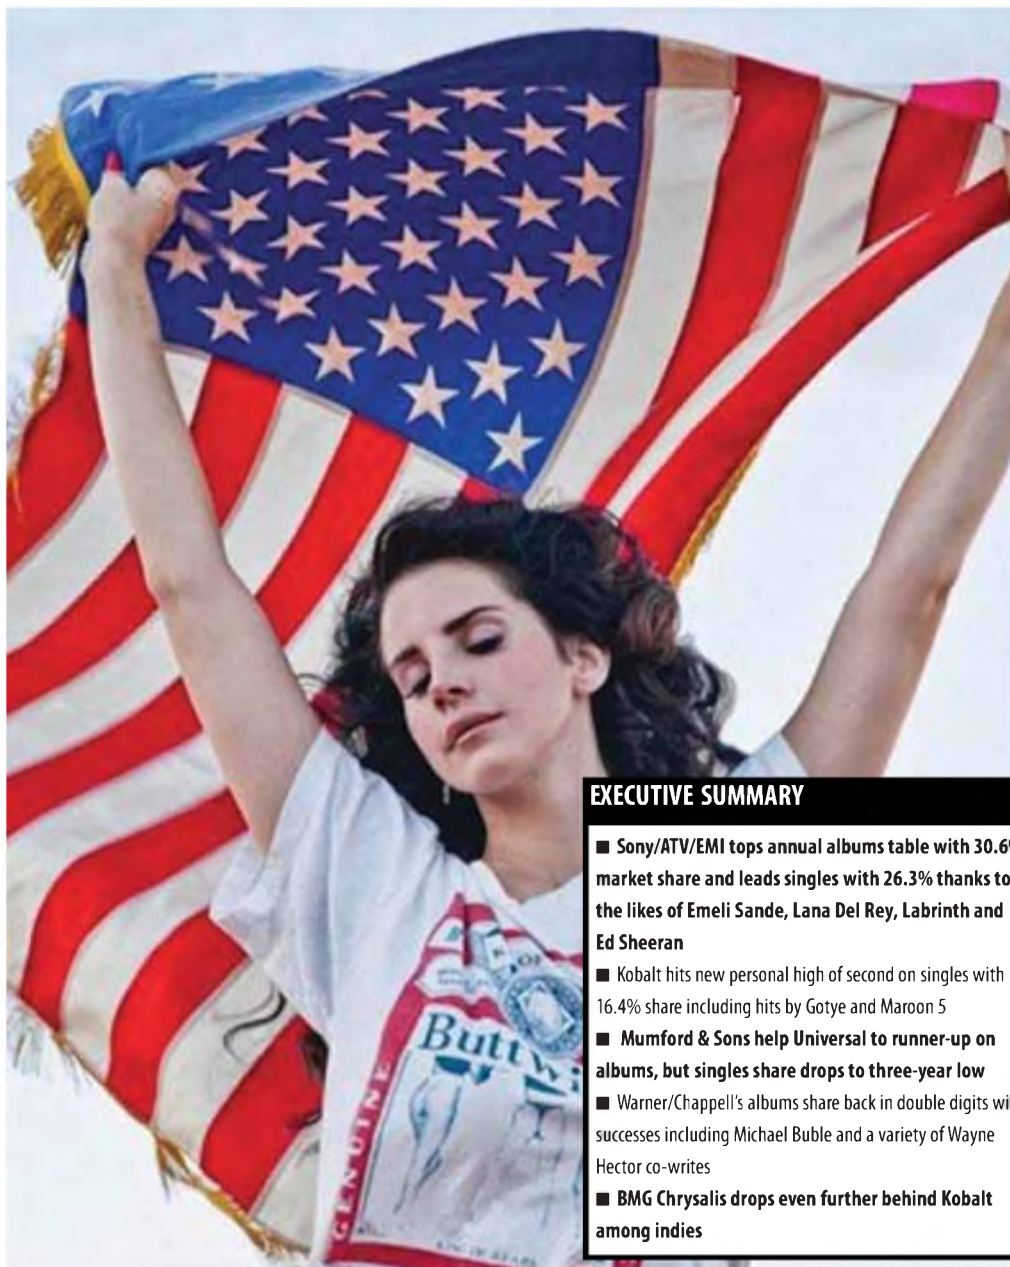 GENUINE
Butt wi
EXECUTIVE SUMMARY
■ Sony/ATV/EMI tops annual albums table with 30.6
market share and leads singles with 26.3% thanks to
the likes of Emeli Sande, Lana Del Rey, Labrinth and
Ed Sheeran
■ Kobalt hits new personal high of second on singles with
16.4% share including hits by Gotye and Maroon 5
■ Mumford & Sons help Universal to runner-up on
albums, but singles share drops to three-year low
■ Warner/Chappell's albums share back in double digits wi
successes including Michael Buble and a variety of Wayne
Hector co-writes
■ BMG Chrysalis drops even further behind Kobalt
among indies